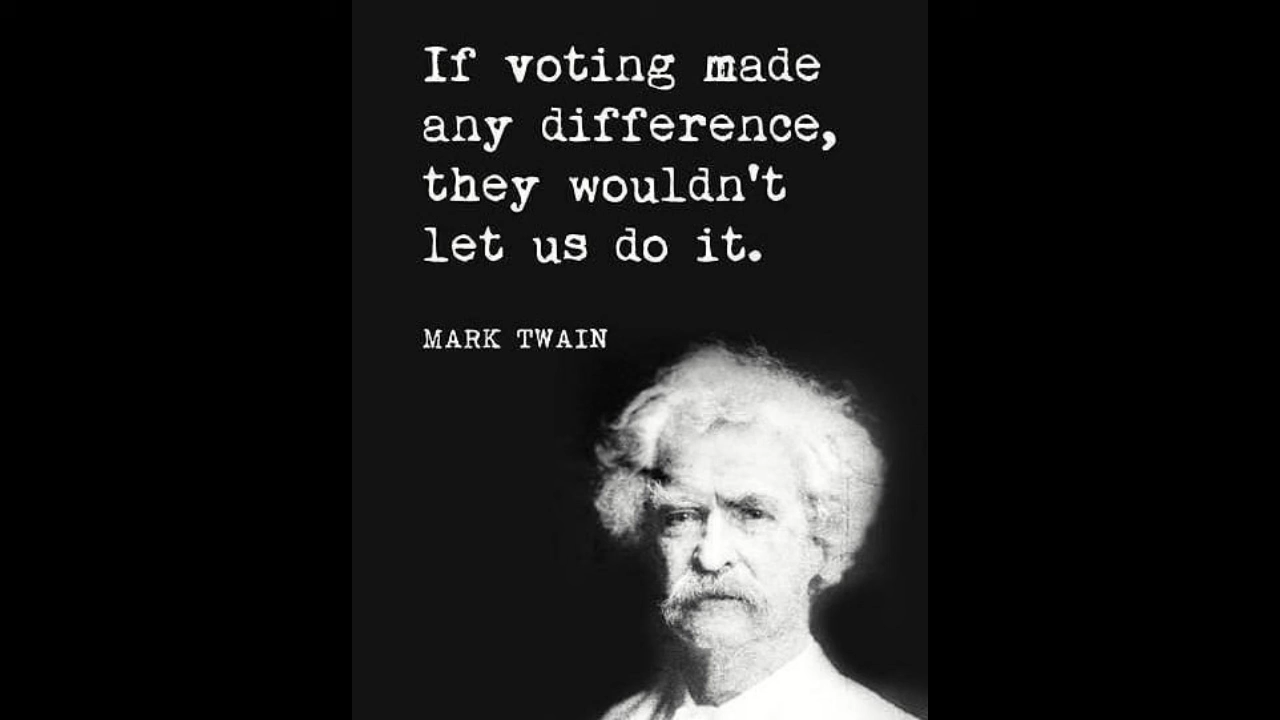 If voting made
any difference,
they wouldn't
let us do it.
MARK TWAIN